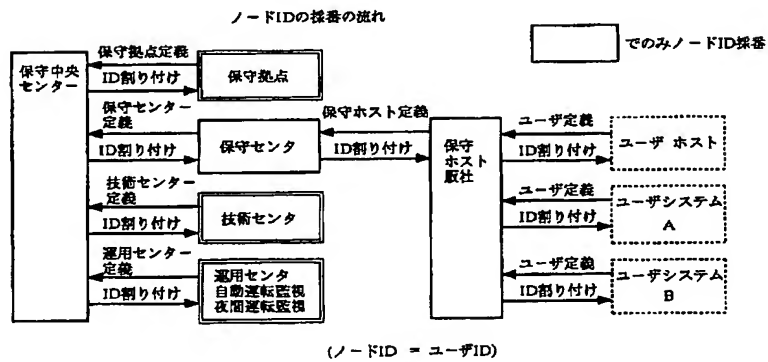 ノードIDの採番の流れ
でのみノードID採番
保守中央
センター
保守拠点定義
ID割り付け
保守拠点
保守センター
定義
ID割り付け
保守センタ
保守ホスト定義
ID割り付け
技術センター
定義
ID割り付け
技術センタ
運用センター
定義
ID割り付け
運用センタ
自動運転監視
夜間運転監視
保守
ホスト
販社
ユーザ定義
ID割り付け
ユーザ ホスト
ユーザ定義
ID割り付け
ユーザシステム
A
ユーザ定義
ID割り付け
ユーザシステム
B
(ノードID = ユーザID)